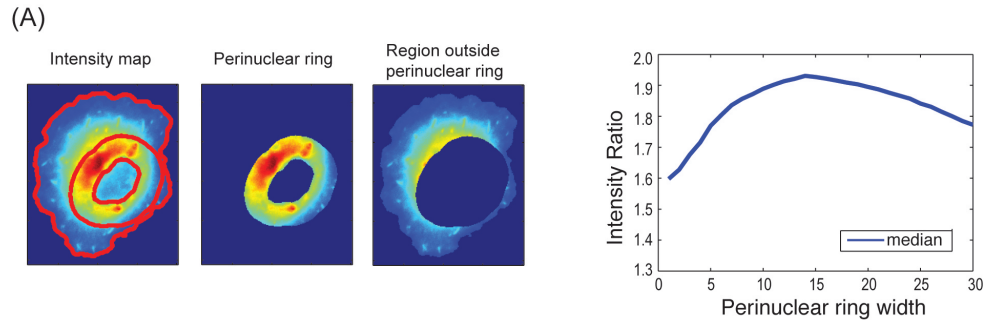 (A)
Intensity map
Perinuclear ring
Region outside
perinuclear ring
Intensity Ratio
2.0
1.9
1.8
1.7
1.6
1.5
1.4
1.3
median
0
5
10
15
20
25
30
Perinuclear ring width